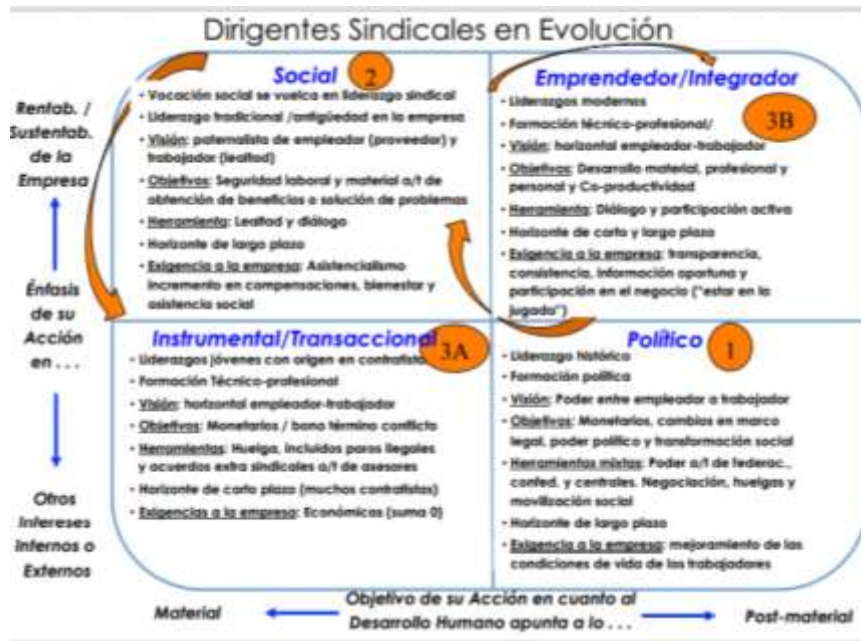 Dirigentes Sindicales en Evolución
Rentab. /
Sustentab.
de la
Empresa
Énfasis
de su
Acción
en . . .
Otros
Intereses
Internos o
Externos
Social
2
• Vocación social se vuelca en liderazgo sindical
• Liderazgo tradicional /antigüedad en la empresa
• Visión: paternalista de empleador (proveedor) y
trabajador (lealtad)
• Objetivos: Seguridad laboral y material a/t de
obtención de beneficios o solución de problemas
• Herramienta: Lealtad y diálogo
• Horizonte de largo plazo
• Exigencia a la empresa: Asistencialismo
incremento en compensaciones, bienestar y
asistencia social
Emprendedor/Integrador
3B
• Liderazgos modernos
• Formación técnico-profesional/
• Visión: horizontal empleador-trabajador
• Objetivos: Desarrollo material, profesional y
personal y Co-productividad
• Herramienta: Diálogo y participación activa
• Horizonte de corto y largo plazo
• Exigencia a la empresa: transparencia,
consistencia, información oportuna y
participación en el negocio ("estar en la
jugada")
Instrumental/Transaccional
3A
• Liderazgos jóvenes con origen en contratista
• Formación Técnico-profesional
• Visión: horizontal empleador-trabajador
• Objetivos: Monetarios / bono término conflicto
• Herramientas: Huelga, incluidos paros ilegales
y acuerdos extra sindicales a/t de asesores
• Horizonte de corto plazo (muchos contratistas)
• Exigencias a la empresa: Económicas (suma 0)
Político
1
• Liderazgo histórico
• Formación política
• Visión: Poder entre empleador a trabajador
• Objetivos: Monetarios, cambios en marco
legal, poder político y transformación social
• Herramientas mixtas: Poder a/t de federac.,
confed. y centrales. Negociación, huelgas y
movilización social
• Horizonte de largo plazo
• Exigencia a la empresa: mejoramiento de las
condiciones de vida de los trabajadores
Material
Objetivo de su Acción en cuanto al
Desarrollo Humano apunta a lo . . .
Post-material